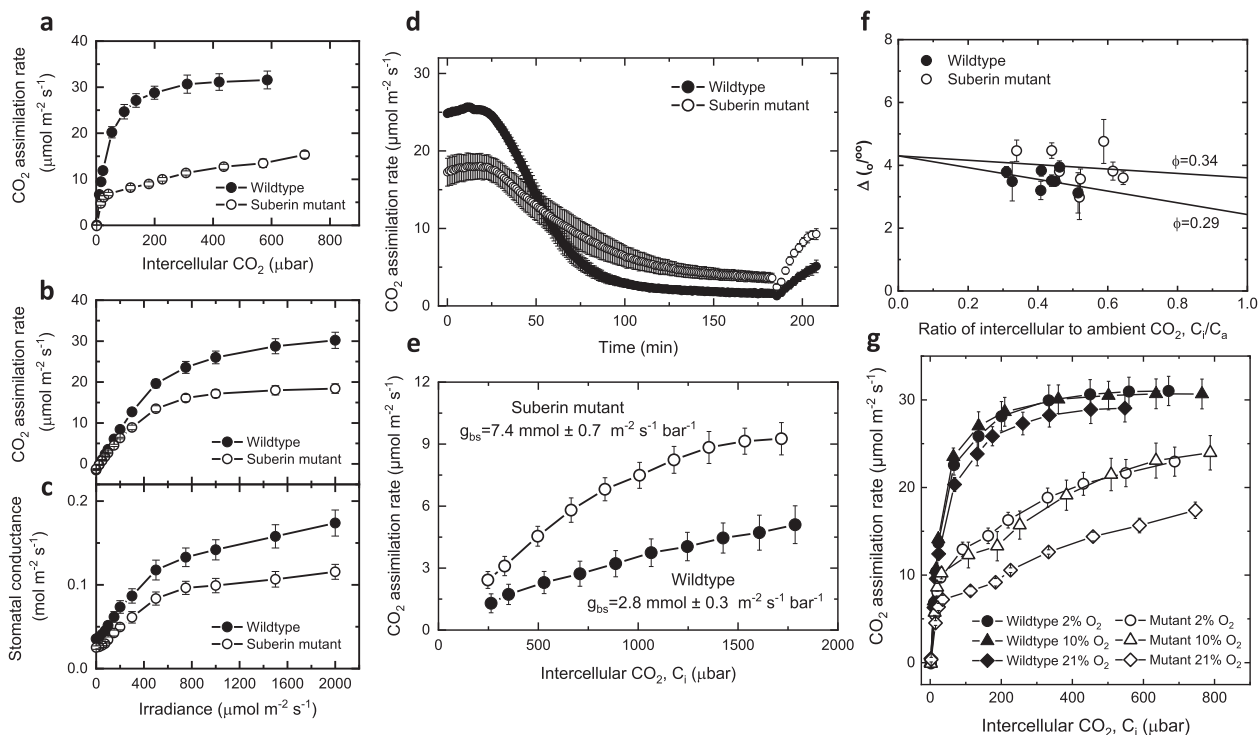 a
CO₂ assimilation rate
(μmol m⁻² s⁻¹)
40
30
20
10
0
0 200 400 600 800
Wildtype
Suberin mutant
Intercellular CO₂ (μbar)
b
CO₂ assimilation rate
(μmol m⁻² s⁻¹)
40
30
20
10
0
Wildtype
Suberin mutant
c
Stomatal conductance
(mol m⁻² s⁻¹)
0.2
0.1
0.0
Wildtype
Suberin mutant
0 400 800 1200 1600 2000
Irradiance (μmol m⁻² s⁻¹)
d
CO₂ assimilation rate (μmol m⁻² s⁻¹)
30
20
10
0
Wildtype
Suberin mutant
0 50 100 150 200
Time (min)
e
CO₂ assimilation rate (μmol m⁻² s⁻¹)
12
9
6
3
0
Suberin mutant
g_bs=7.4 mmol ± 0.7 m⁻² s⁻¹ bar⁻¹
Wildtype
g_bs=2.8 mmol ± 0.3 m⁻² s⁻¹ bar⁻¹
0 500 1000 1500 2000
Intercellular CO₂, Cᵢ (μbar)
f
Δ (o/oo)
8
6
4
2
0
Wildtype
Suberin mutant
ϕ=0.34
ϕ=0.29
0.0 0.2 0.4 0.6 0.8 1.0
Ratio of intercellular to ambient CO₂, Cᵢ/Cₐ
g
CO₂ assimilation rate (μmol m⁻² s⁻¹)
30
20
10
0
Wildtype 2% O₂ Mutant 2% O₂
Wildtype 10% O₂ Mutant 10% O₂
Wildtype 21% O₂ Mutant 21% O₂
0 200 400 600 800
Intercellular CO₂, Cᵢ (μbar)